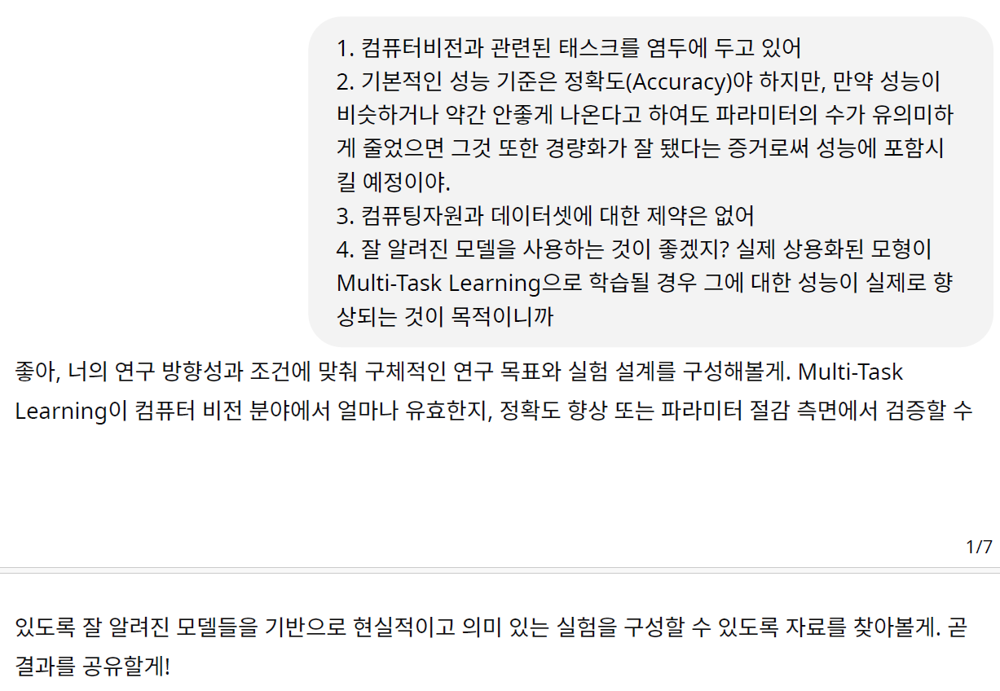 1. 컴퓨터비전과 관련된 태스크를 염두에 두고 있어
2. 기본적인 성능 기준은 정확도(Accuracy)야 하지만, 만약 성능이
비슷하거나 약간 안좋게 나온다고 하여도 파라미터의 수가 유의미하
게 줄었으면 그것 또한 경량화가 잘 됐다는 증거로써 성능에 포함시
킬 예정이야.
3. 컴퓨팅자원과 데이터셋에 대한 제약은 없어
4. 잘 알려진 모델을 사용하는 것이 좋겠지? 실제 상용화된 모형이
Multi-Task Learning으로 학습될 경우 그에 대한 성능이 실제로 향
상되는 것이 목적이니까
좋아, 너의 연구 방향성과 조건에 맞춰 구체적인 연구 목표와 실험 설계를 구성해볼게. Multi-Task
Learning이 컴퓨터 비전 분야에서 얼마나 유효한지, 정확도 향상 또는 파라미터 절감 측면에서 검증할 수
1/7
있도록 잘 알려진 모델들을 기반으로 현실적이고 의미 있는 실험을 구성할 수 있도록 자료를 찾아볼게. 곧
결과를 공유할게!